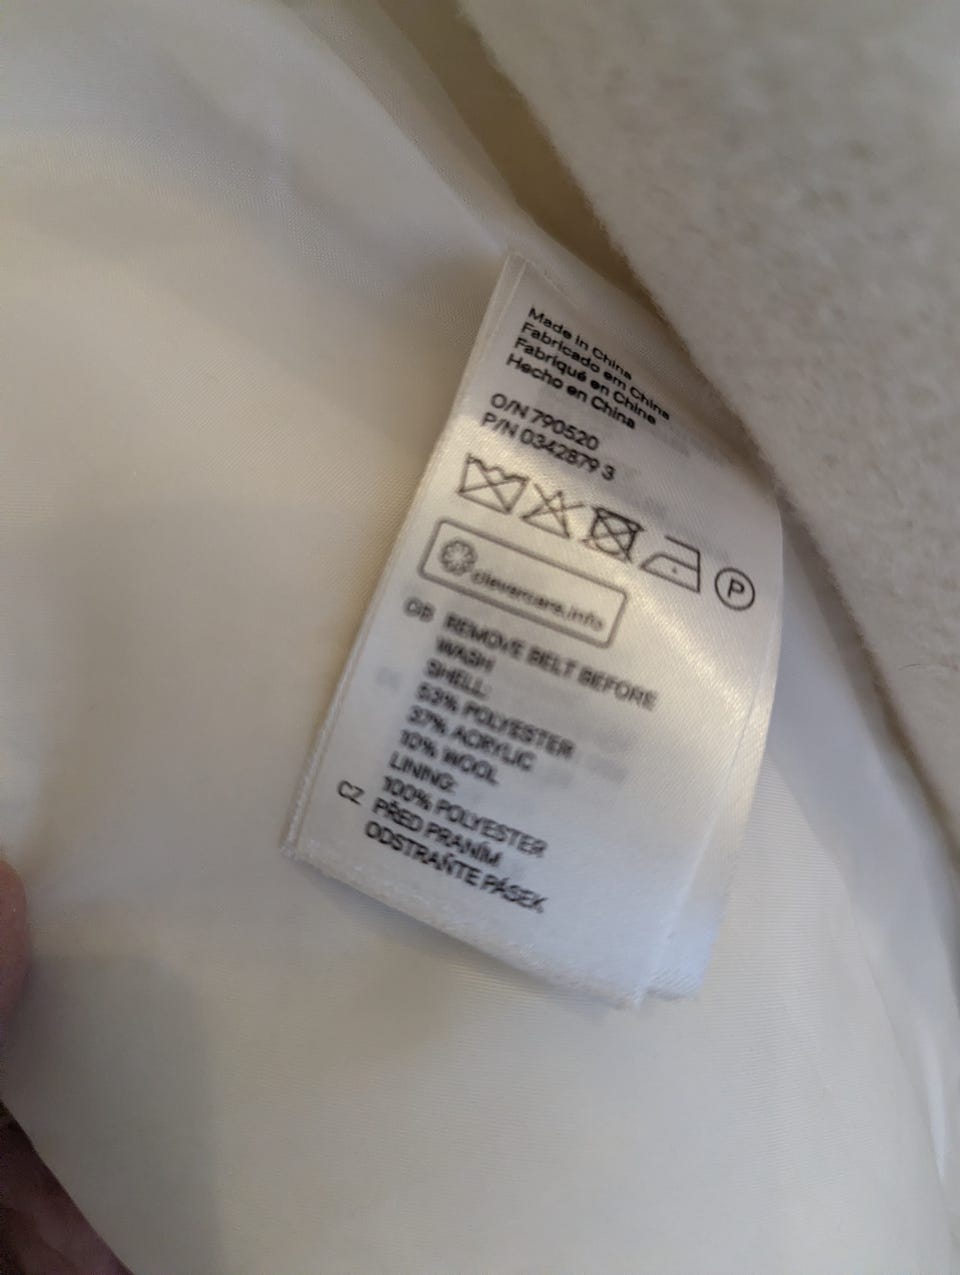 Made in China
Fabricado em China
Fabriqué en Chine
Hecho en China
O/N 790520
P/N 0342879 3
P
clevercare.info
GB REMOVE BELT BEFORE
WASH
SHELL:
53% POLYESTER
37% ACRYLIC
10% WOOL
LINING:
100% POLYESTER
CZ PŘED PRANÍM
ODSTRAŇTE PÁSEK